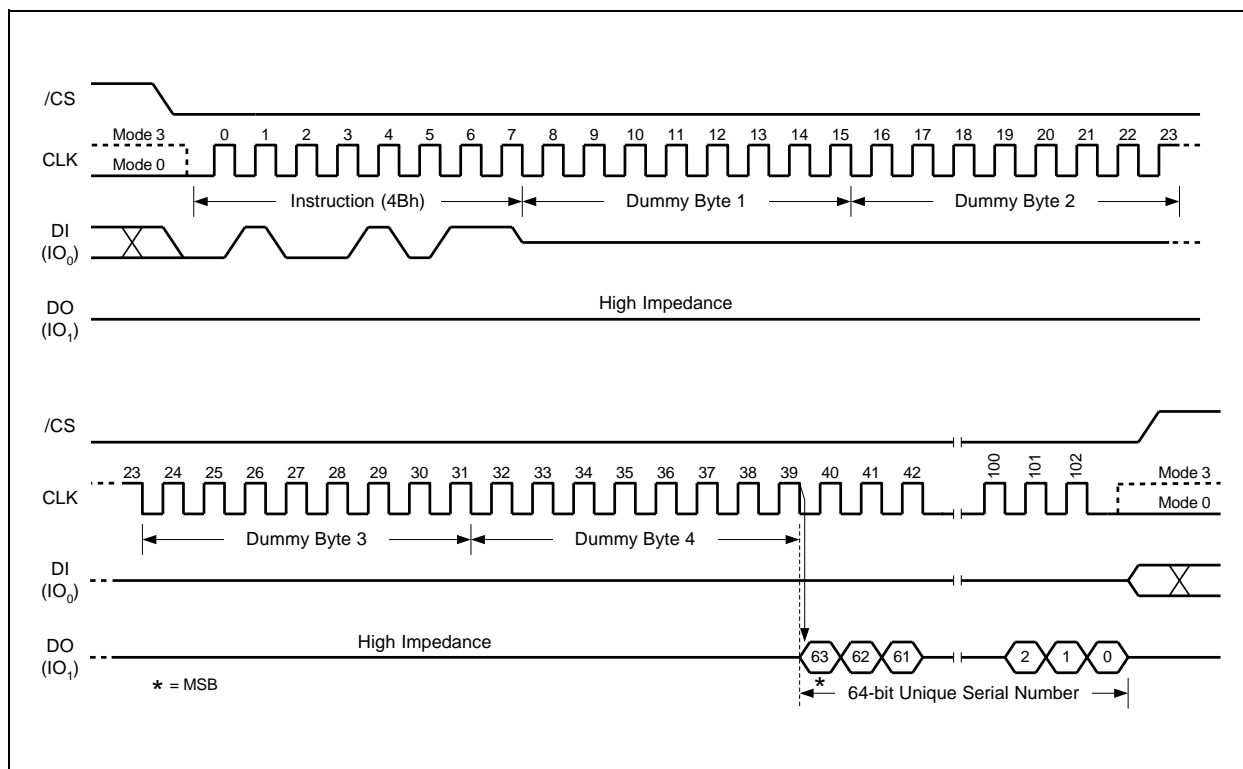 /CS
Mode 3
0 1 2 3 4 5 6 7 8 9 10 11 12 13 14 15 16 17 18 19 20 21 22 23
CLK
Mode 0
Instruction (4Bh) Dummy Byte 1 Dummy Byte 2
DI
(IO0)
High Impedance
DO
(IO1)
/CS
23 24 25 26 27 28 29 30 31 32 33 34 35 36 37 38 39 40 41 42 100 101 102
Mode 3
CLK
Mode 0
Dummy Byte 3 Dummy Byte 4
DI
(IO0)
High Impedance
DO
(IO1)
63 62 61 2 1 0
* = MSB
*
64-bit Unique Serial Number